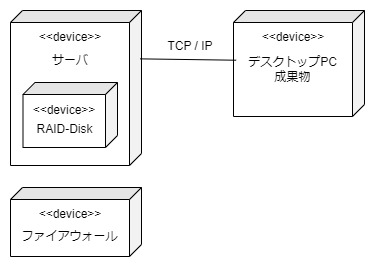 <<device>>
サーバ
<<device>>
RAID-Disk
TCP / IP
<<device>>
デスクトップPC
成果物
<<device>>
ファイアウォール